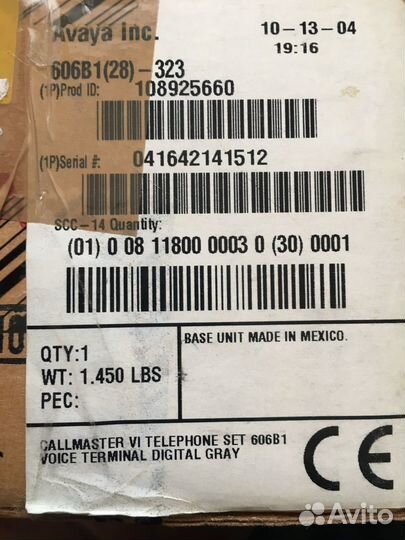 Avaya Inc. 10-13-04
19:16
606B1(28)-323
(1P)Prod ID: 108925660
(1P)Serial #: 041642141512
SCC-14 Quantity:
(01) 0 08 11800 0003 0 (30) 0001
BASE UNIT MADE IN MEXICO.
QTY:1
WT: 1.450 LBS
PEC:
CALLMASTER VI TELEPHONE SET 606B1
VOICE TERMINAL DIGITAL GRAY
CE
Avito